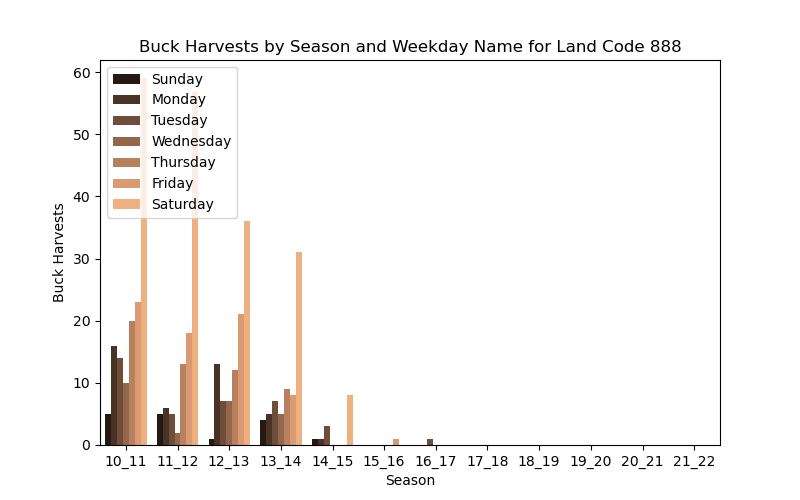 Buck Harvests by Season and Weekday Name for Land Code 888
60
50
40
30
20
10
0
Buck Harvests
Sunday
Monday
Tuesday
Wednesday
Thursday
Friday
Saturday
10_11 11_12 12_13 13_14 14_15 15_16 16_17 17_18 18_19 19_20 20_21 21_22
Season